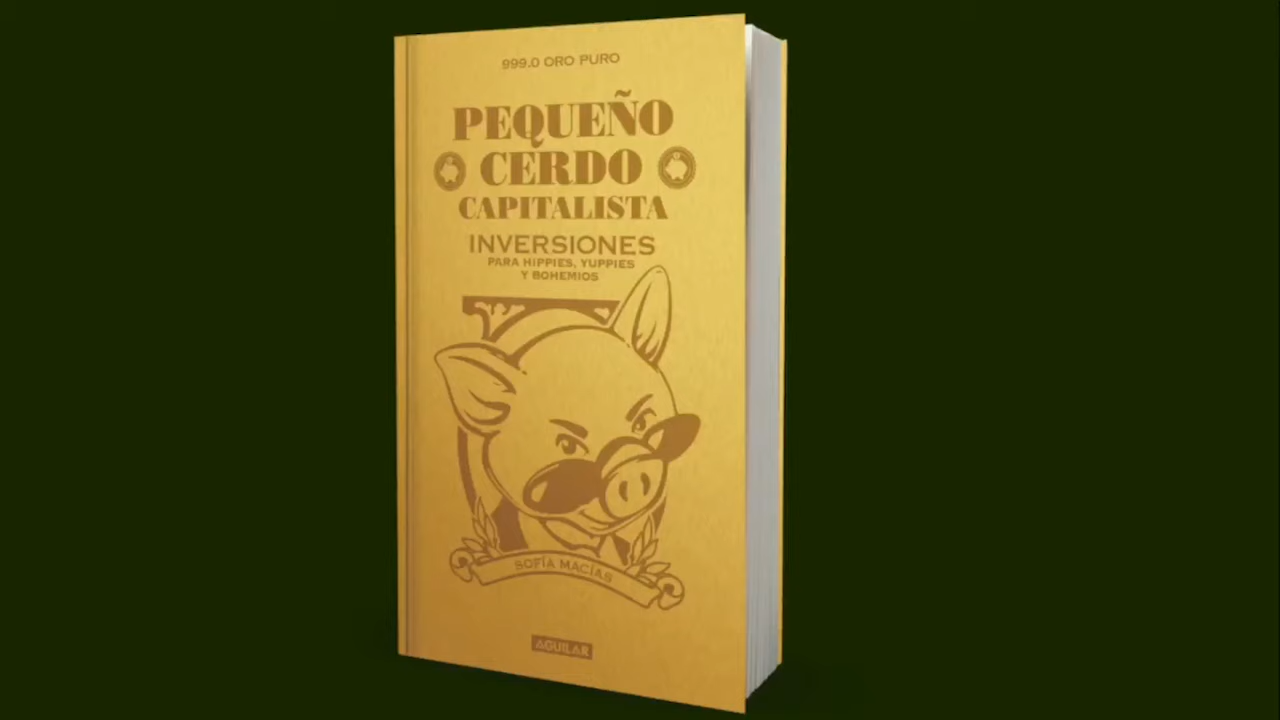 999.0 ORO PURO
PEQUEÑO
CERDO
CAPITALISTA
INVERSIONES
PARA HIPPIES, YUPPIES
Y BOHEMIOS
SOFÍA MACÍAS
AGUILAR